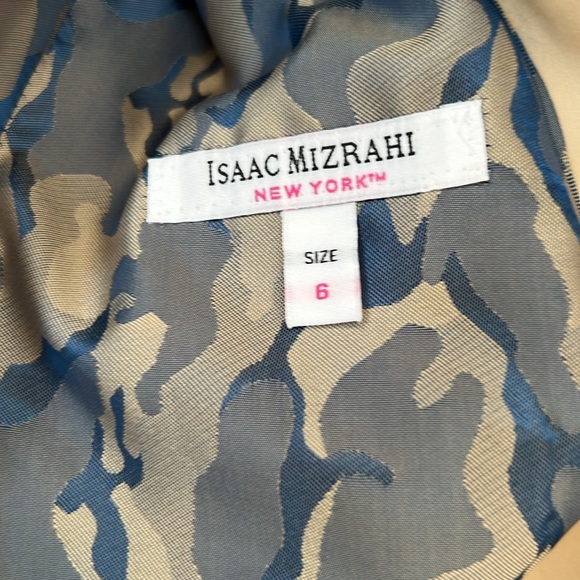 ISAAC MIZRAHI
NEW YORK™
SIZE
6